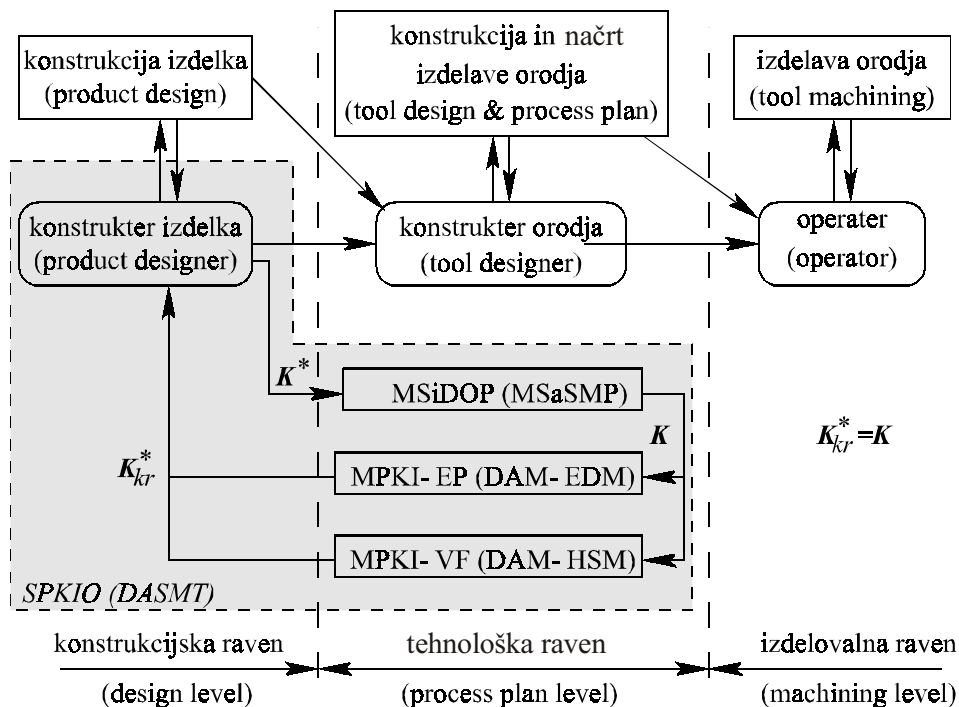 konstrukcija izdelka
(product design)
konstrukcija in načrt
izdelave orodja
(tool design & process plan)
izdelava orodja
(tool machining)
konstrukter izdelka
(product designer)
konstrukter orodja
(tool designer)
operater
(operator)
K*
MSiDOP (MSaSMP)
K
K*kr
K*kr=K
MPKI- EP (DAM- EDM)
MPKI- VF (DAM- HSM)
SPKIO (DASMT)
konstrukcijska raven
(design level)
tehnološka raven
(process plan level)
izdelovalna raven
(machining level)